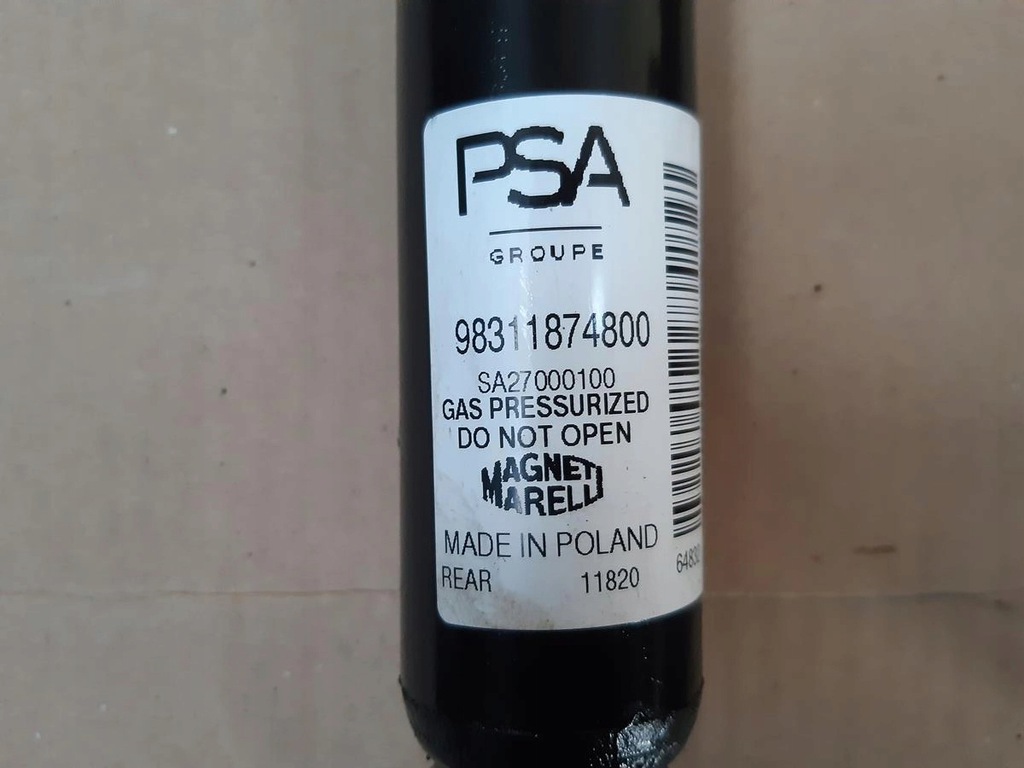 PSA
GROUPE
98311874800
SA27000100
GAS PRESSURIZED
DO NOT OPEN
MAGNETI
MARELLI
MADE IN POLAND
REAR 11820